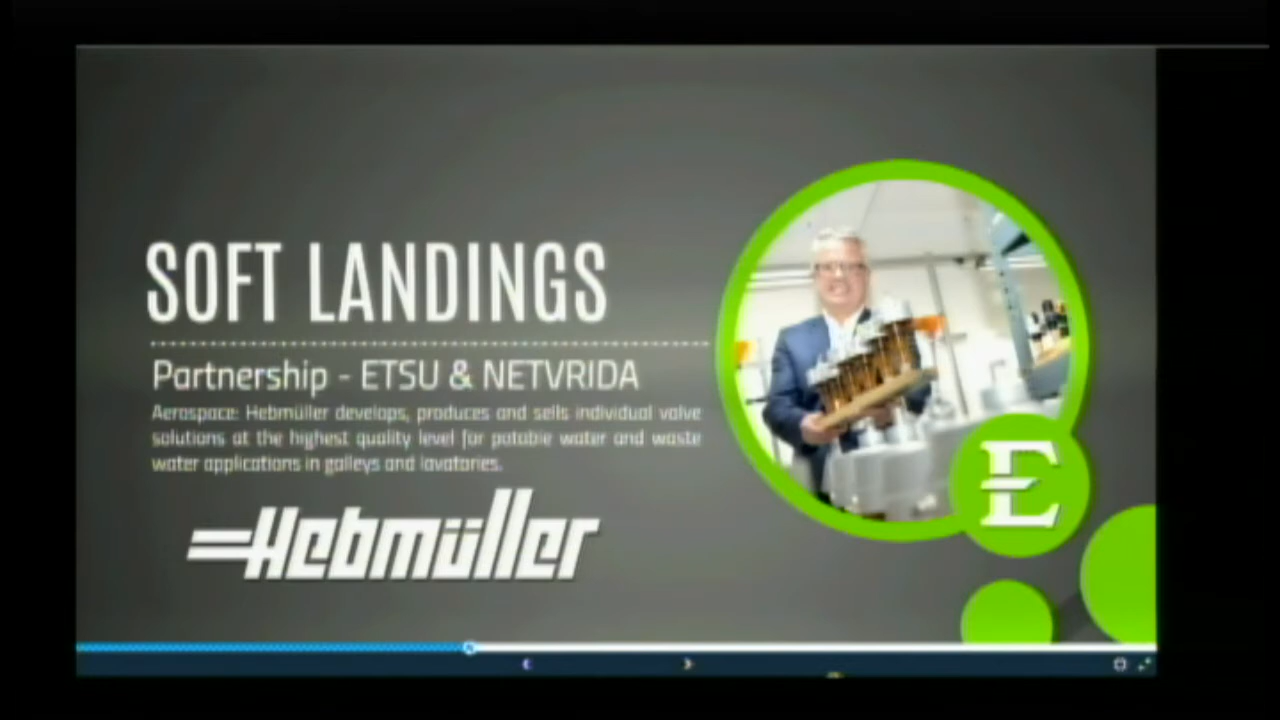 SOFT LANDINGS
Partnership - ETSU & NETVRIDA
Aerospace: Hebmüller develops, produces and sells individual valve
solutions at the highest quality level for potable water and waste
water applications in galleys and lavatories.
Hebmüller
E